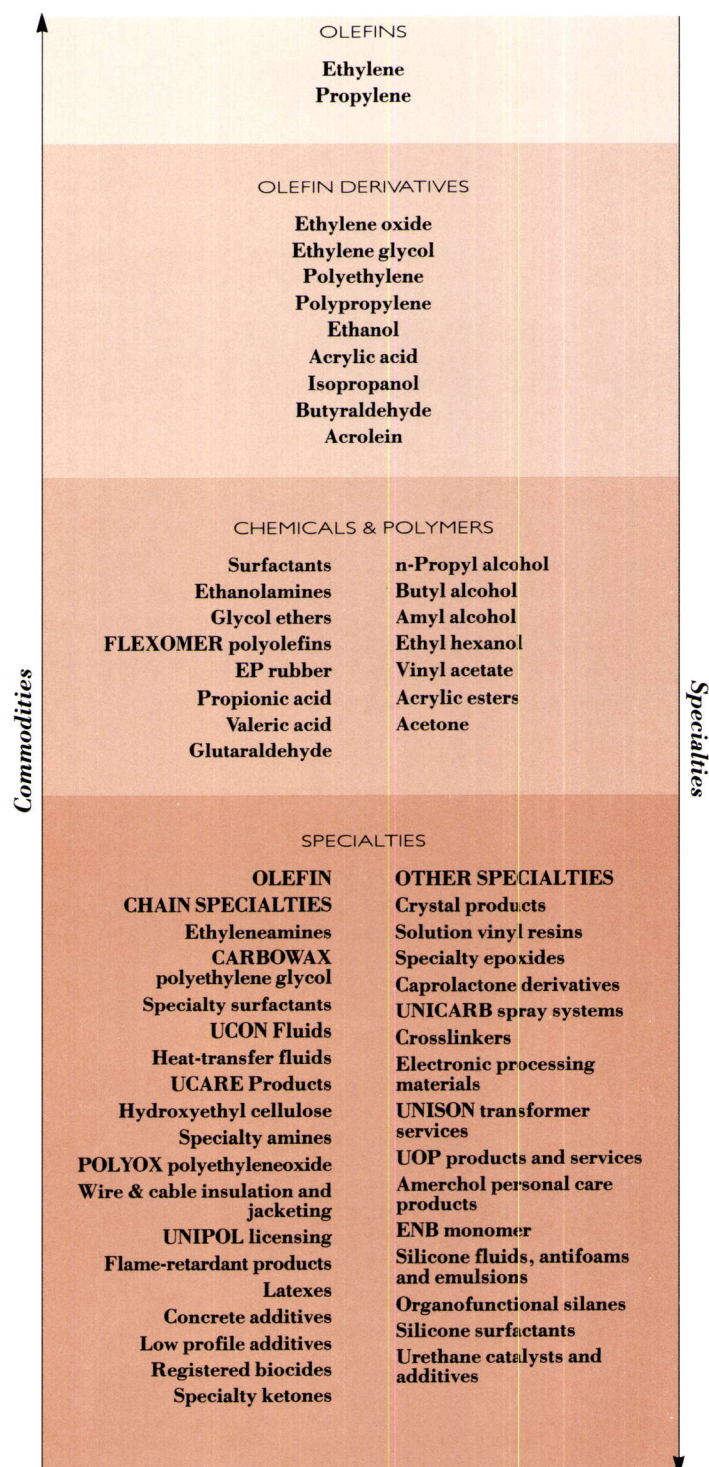 OLEFINS
Ethylene
Propylene
OLEFIN DERIVATIVES
Ethylene oxide
Ethylene glycol
Polyethylene
Polypropylene
Ethanol
Acrylic acid
Isopropanol
Butyraldehyde
Acrolein
CHEMICALS & POLYMERS
Surfactants
Ethanolamines
Glycol ethers
FLEXOMER polyolefins
EP rubber
Propionic acid
Valeric acid
Glutaraldehyde
n-Propyl alcohol
Butyl alcohol
Amyl alcohol
Ethyl hexanol
Vinyl acetate
Acrylic esters
Acetone
Commodities
Specialties
SPECIALTIES
OLEFIN
CHAIN SPECIALTIES
Ethyleneamines
CARBOWAX
polyethylene glycol
Specialty surfactants
UCON Fluids
Heat-transfer fluids
UCARE Products
Hydroxyethyl cellulose
Specialty amines
POLYOX polyethyleneoxide
Wire & cable insulation and
jacketing
UNIPOL licensing
Flame-retardant products
Latexes
Concrete additives
Low profile additives
Registered biocides
Specialty ketones
OTHER SPECIALTIES
Crystal products
Solution vinyl resins
Specialty epoxides
Caprolactone derivatives
UNICARB spray systems
Crosslinkers
Electronic processing
materials
UNISON transformer
services
UOP products and services
Amerchol personal care
products
ENB monomer
Silicone fluids, antifoams
and emulsions
Organofunctional silanes
Silicone surfactants
Urethane catalysts and
additives